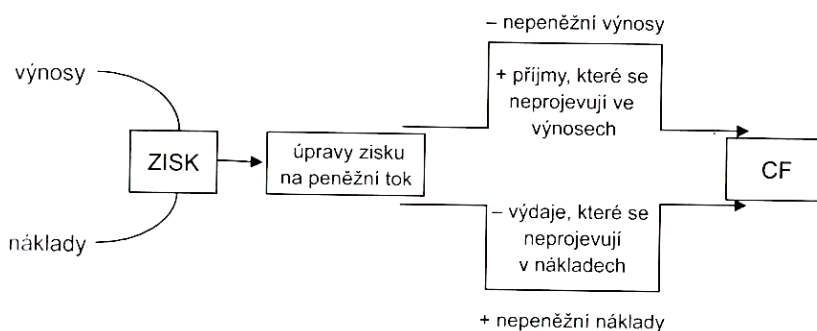 výnosy
náklady
ZISK
úpravy zisku
na peněžní tok
– nepeněžní výnosy
+ příjmy, které se
neprojevují ve
výnosech
– výdaje, které se
neprojevují
v nákladech
+ nepeněžní náklady
CF